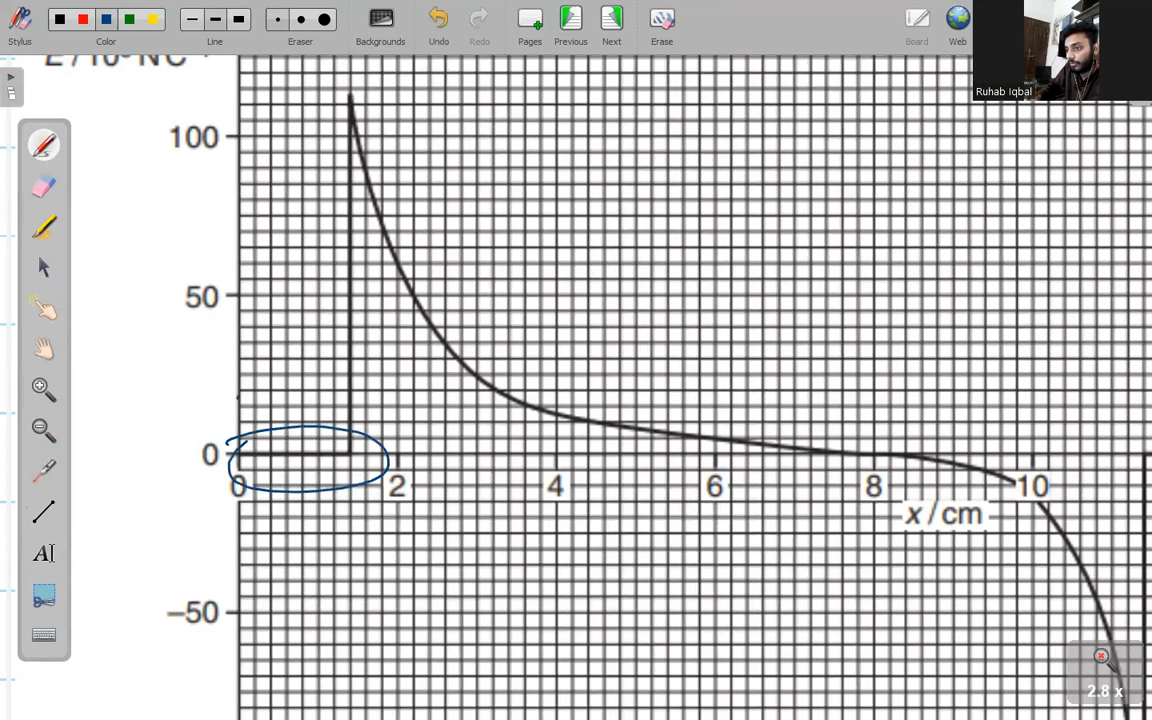 Stylus
Color
Line
Eraser
Backgrounds
Undo
Redo
Pages
Previous
Next
Erase
Board
Web
Ruhab Iqbal
100
50
0
0 2 4 6 8 10
x / cm
−50
2.8 x